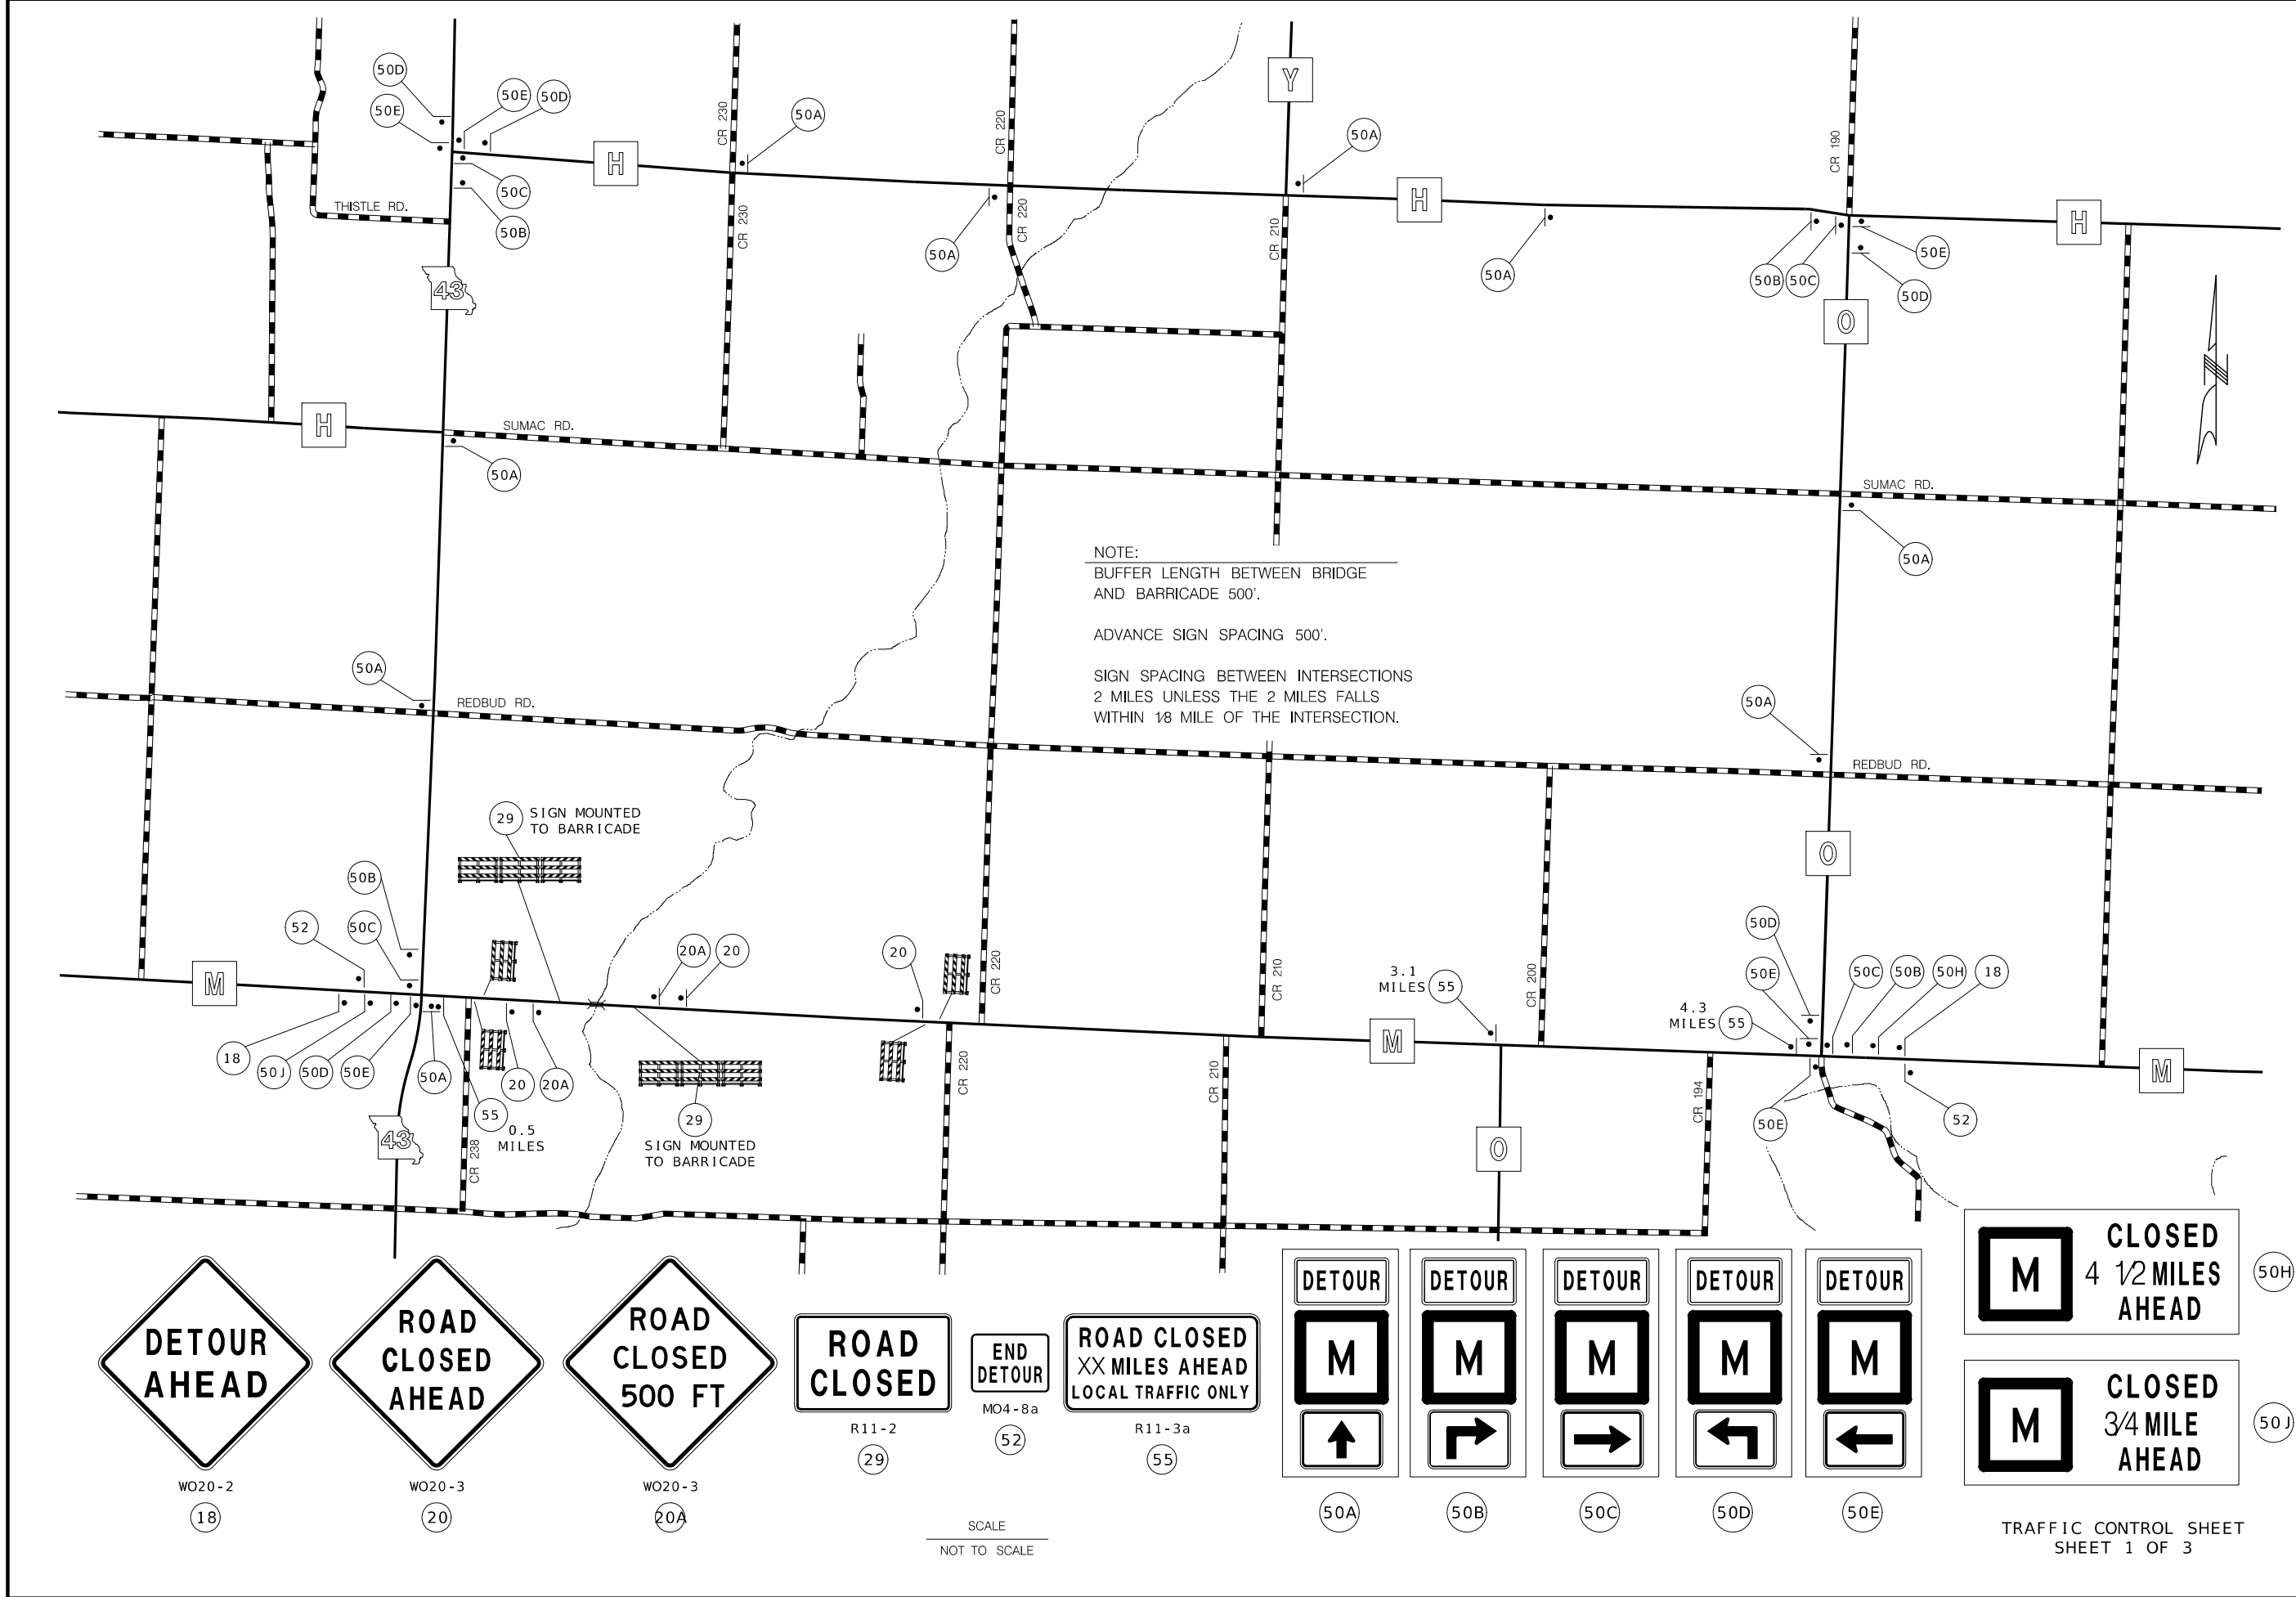 50D
50E
50E
50D
50C
50B
H
THISTLE RD.
43
CR 230
CR 230
50A
CR 220
CR 220
50A
Y
50A
CR 210
H
50A
CR 190
50B
50C
50E
50D
H
O
N
H
SUMAC RD.
50A
SUMAC RD.
50A
NOTE:
BUFFER LENGTH BETWEEN BRIDGE
AND BARRICADE 500'.
ADVANCE SIGN SPACING 500'.
SIGN SPACING BETWEEN INTERSECTIONS
2 MILES UNLESS THE 2 MILES FALLS
WITHIN 1/8 MILE OF THE INTERSECTION.
50A
REDBUD RD.
50A
REDBUD RD.
29
SIGN MOUNTED
TO BARRICADE
O
50B
52
50C
M
18
50J
50D
50E
50A
43
55
0.5
MILES
CR 238
20
20A
20A
20
29
SIGN MOUNTED
TO BARRICADE
20
CR 220
CR 220
CR 210
CR 210
3.1
MILES
55
M
O
CR 200
CR 194
4.3
MILES
55
50D
50E
50C
50B
50H
18
50E
52
M
DETOUR
AHEAD
WO20-2
18
ROAD
CLOSED
AHEAD
WO20-3
20
ROAD
CLOSED
500 FT
WO20-3
20A
ROAD
CLOSED
R11-2
29
END
DETOUR
MO4-8a
52
ROAD CLOSED
XX MILES AHEAD
LOCAL TRAFFIC ONLY
R11-3a
55
DETOUR
M
50A
DETOUR
M
50B
DETOUR
M
50C
DETOUR
M
50D
DETOUR
M
50E
M
CLOSED
4 1/2 MILES
AHEAD
50H
M
CLOSED
3/4 MILE
AHEAD
50J
SCALE
NOT TO SCALE
TRAFFIC CONTROL SHEET
SHEET 1 OF 3